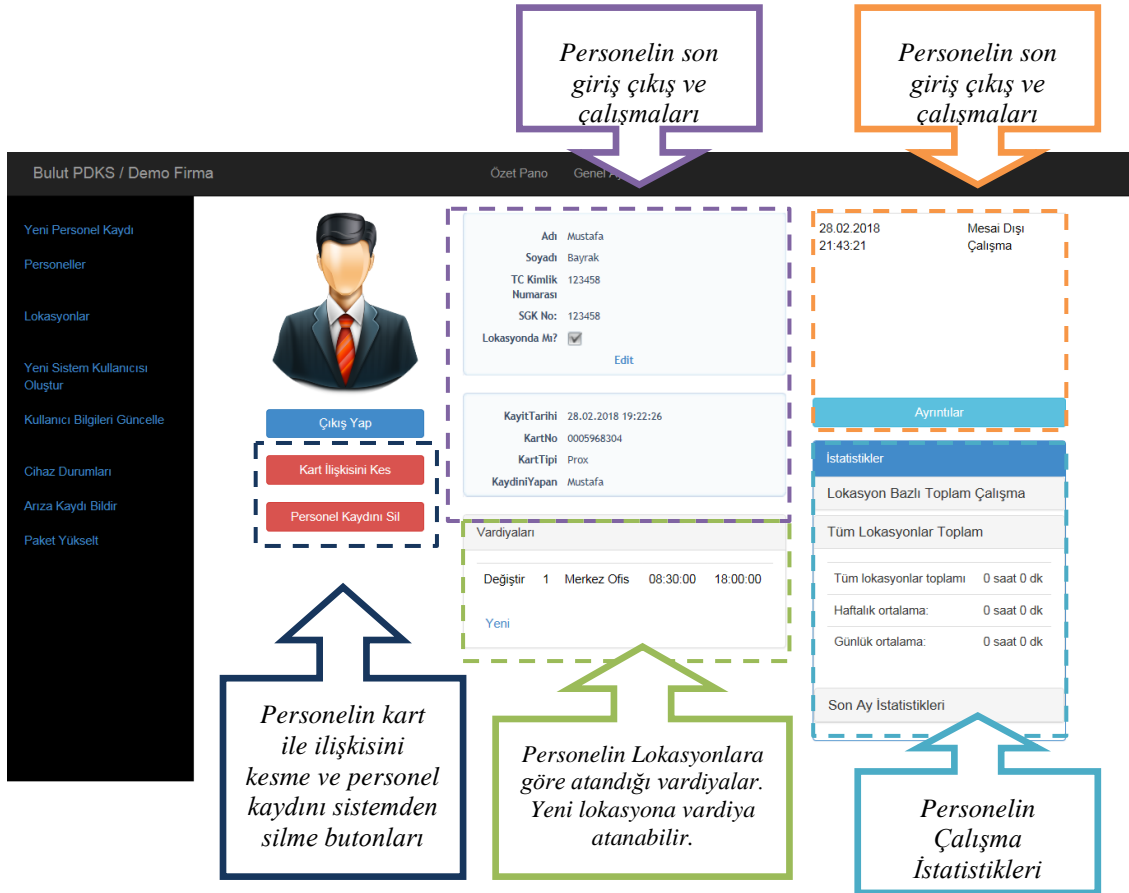 Personelin son
giriş çıkış ve
çalışmaları
Personelin son
giriş çıkış ve
çalışmaları
Bulut PDKS / Demo Firma
Özet Pano
Genel
Yeni Personel Kaydı
Personeller
Lokasyonlar
Yeni Sistem Kullanıcısı
Oluştur
Kullanıcı Bilgileri Güncelle
Cihaz Durumları
Arıza Kaydı Bildir
Paket Yükselt
Çıkış Yap
Kart İlişkisini Kes
Personel Kaydını Sil
Adı Mustafa
Soyadı Bayrak
TC Kimlik 123458
Numarası
SGK No: 123458
Lokasyonda Mı?
Edit
KayitTarihi 28.02.2018 19:22:26
KartNo 0005968304
KartTipi Prox
KaydiniYapan Mustafa
Vardiyaları
Değiştir 1 Merkez Ofis 08:30:00 18:00:00
Yeni
28.02.2018 Mesai Dışı
21:43:21 Çalışma
Ayrıntılar
İstatistikler
Lokasyon Bazlı Toplam Çalışma
Tüm Lokasyonlar Toplam
Tüm lokasyonlar toplamı 0 saat 0 dk
Haftalık ortalama: 0 saat 0 dk
Günlük ortalama: 0 saat 0 dk
Son Ay İstatistikleri
Personelin kart
ile ilişkisini
kesme ve personel
kaydını sistemden
silme butonları
Personelin Lokasyonlara
göre atandığı vardiyalar.
Yeni lokasyona vardiya
atanabilir.
Personelin
Çalışma
İstatistikleri